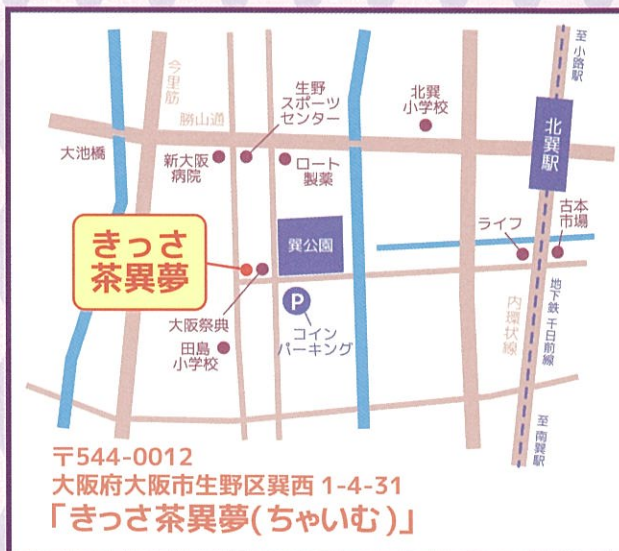 至 小路駅
今里筋
勝山通
生野
スポーツ
センター
北巽
小学校
北巽駅
大池橋
新大阪
病院
ロート
製薬
きっさ
茶異夢
巽公園
ライフ
古本
市場
大阪祭典
P
コイン
パーキング
田島
小学校
内環状線
地下鉄 千日前線
至 南巽駅
〒544-0012
大阪府大阪市生野区巽西 1-4-31
「きっさ茶異夢(ちゃいむ)」